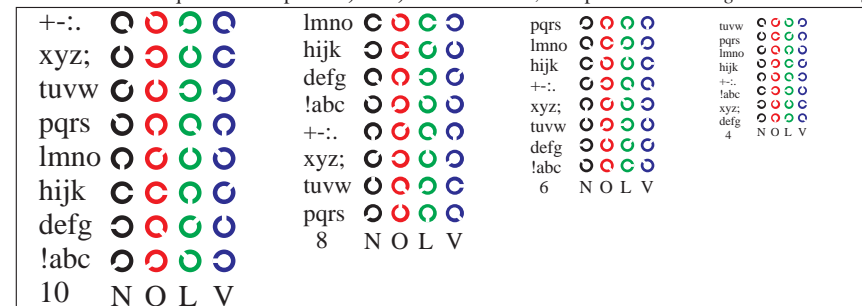 +-:.
xyz;
tuvw
pqrs
lmno
hijk
defg
!abc
10 N O L V
lmno
hijk
defg
!abc
+-:.
xyz;
tuvw
pqrs
8 N O L V
pqrs
lmno
hijk
+-:.
xyz;
tuvw
defg
!abc
6 N O L V
tuvw
pqrs
lmno
hijk
+-:.
!abc
xyz;
defg
4 N O L V